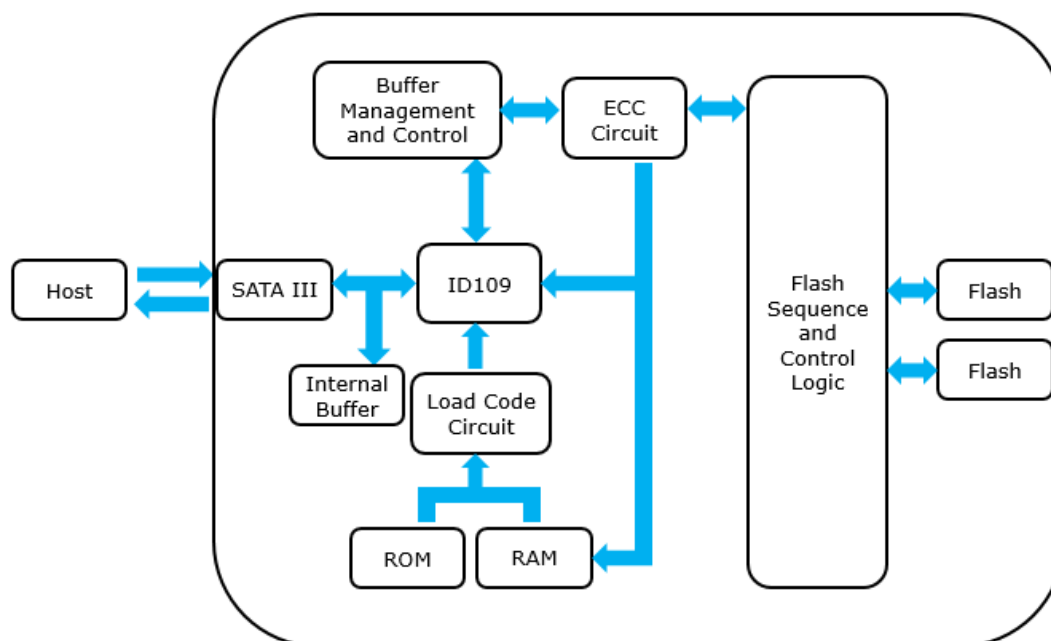 Buffer
Management
and Control
ECC
Circuit
Host
SATA III
ID109
Flash
Sequence
and
Control
Logic
Flash
Flash
Internal
Buffer
Load Code
Circuit
ROM
RAM